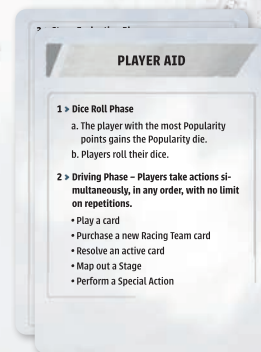 PLAYER AID
1 > Dice Roll Phase
a. The player with the most Popularity
points gains the Popularity die.
b. Players roll their dice.
2 > Driving Phase – Players take actions si-
multaneously, in any order, with no limit
on repetitions.
• Play a card
• Purchase a new Racing Team card
• Resolve an active card
• Map out a Stage
• Perform a Special Action